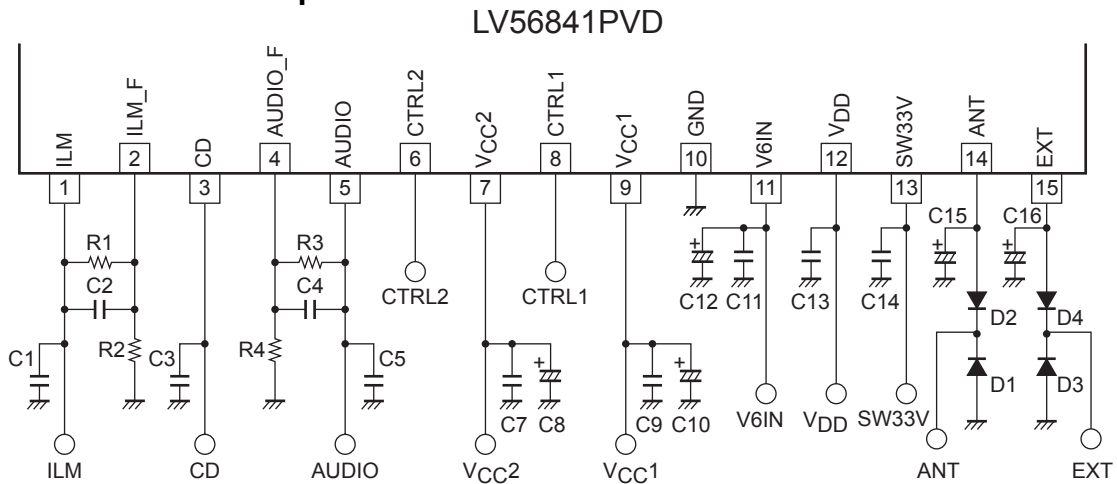 LV56841PVD
ILM
ILM_F
CD
AUDIO_F
AUDIO
CTRL2
VCC2
CTRL1
VCC1
GND
V6IN
VDD
SW33V
ANT
EXT
1
2
3
4
5
6
7
8
9
10
11
12
13
14
15
R1
C2
R2
C1
C3
R3
C4
R4
C5
CTRL2
CTRL1
C7
C8
C9
C10
+
+
C12
C11
+
C13
C14
C15
+
C16
+
D2
D1
D4
D3
ILM
CD
AUDIO
VCC2
VCC1
V6IN
VDD
SW33V
ANT
EXT